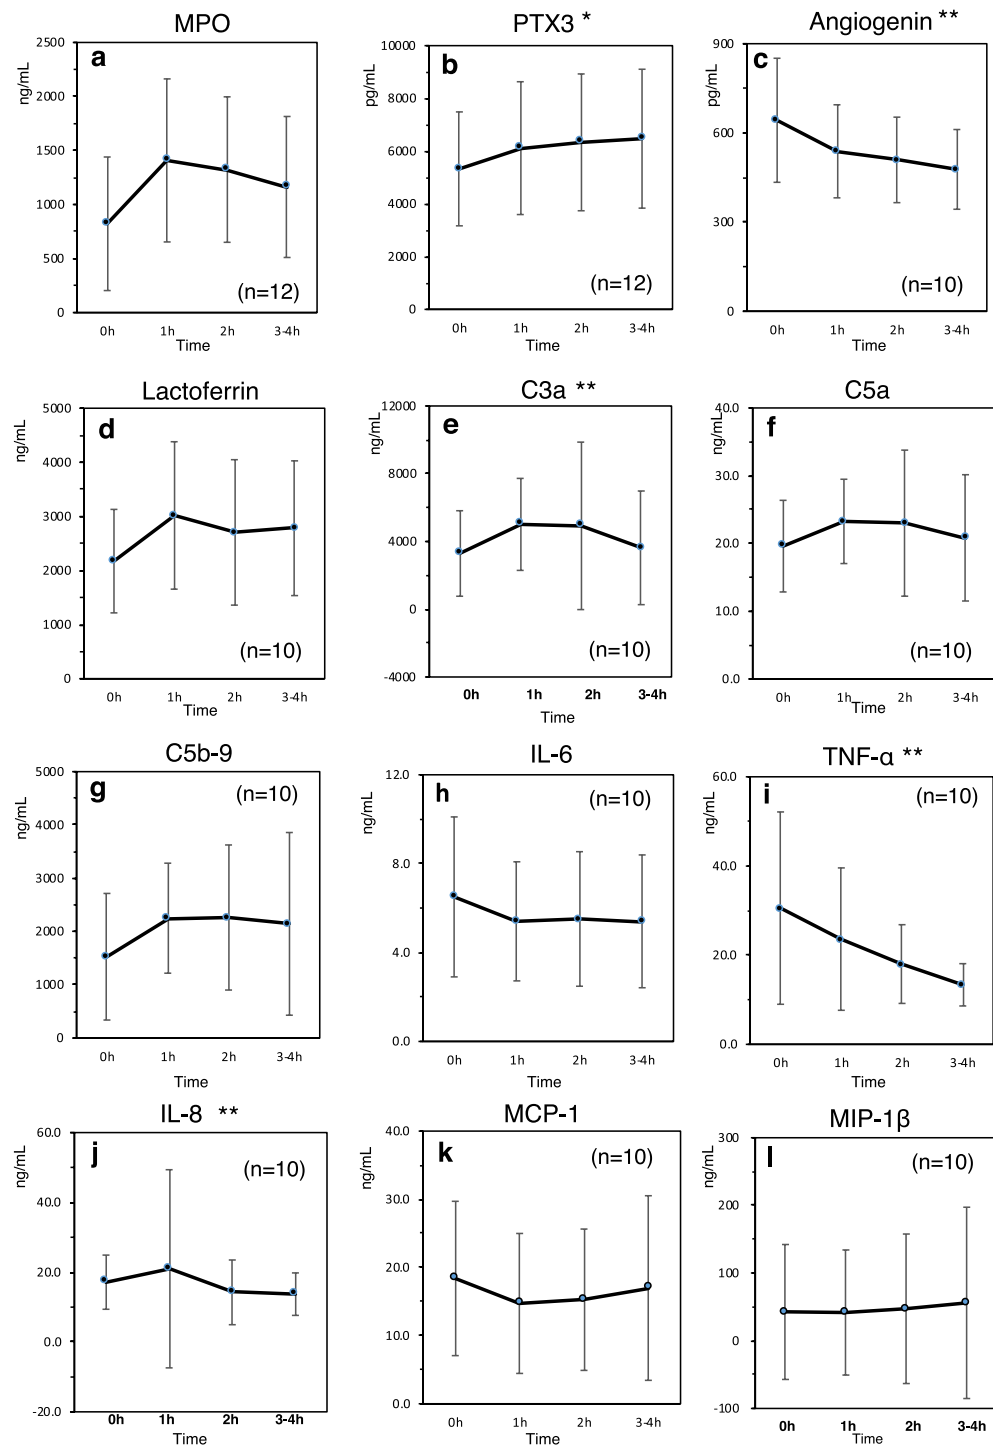 MPO
a
ng/mL
2500
2000
1500
1000
500
0
(n=12)
0h 1h 2h 3-4h
Time
PTX3 *
b
pg/mL
10000
8000
6000
4000
2000
0
(n=12)
0h 1h 2h 3-4h
Time
Angiogenin **
c
pg/mL
900
600
300
0
(n=10)
0h 1h 2h 3-4h
Time
Lactoferrin
d
ng/mL
5000
4000
3000
2000
1000
0
(n=10)
0h 1h 2h 3-4h
Time
C3a **
e
ng/mL
12000
8000
4000
0
-4000
(n=10)
0h 1h 2h 3-4h
Time
C5a
f
ng/mL
40.0
30.0
20.0
10.0
0.0
(n=10)
0h 1h 2h 3-4h
Time
C5b-9
g
ng/mL
5000
4000
3000
2000
1000
0
(n=10)
0h 1h 2h 3-4h
Time
IL-6
h
ng/mL
12.0
8.0
4.0
0.0
(n=10)
0h 1h 2h 3-4h
Time
TNF-α **
i
ng/mL
60.0
40.0
20.0
0.0
(n=10)
0h 1h 2h 3-4h
Time
IL-8 **
j
ng/mL
60.0
40.0
20.0
0.0
-20.0
(n=10)
0h 1h 2h 3-4h
Time
MCP-1
k
ng/mL
40.0
30.0
20.0
10.0
0.0
(n=10)
0h 1h 2h 3-4h
Time
MIP-1β
l
ng/mL
300
200
100
0
-100
(n=10)
0h 1h 2h 3-4h
Time